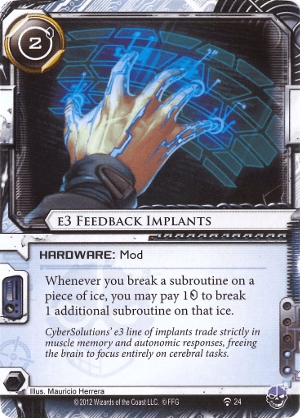 2
e3 Feedback Implants
HARDWARE: Mod
Whenever you break a subroutine on a
piece of ice, you may pay 1 to break
1 additional subroutine on that ice.
CyberSolutions' e3 line of implants trade strictly in
muscle memory and autonomic responses, freeing
the brain to focus entirely on cerebral tasks.
Illus. Mauricio Herrera
© 2012 Wizards of the Coast LLC. © FFG 24